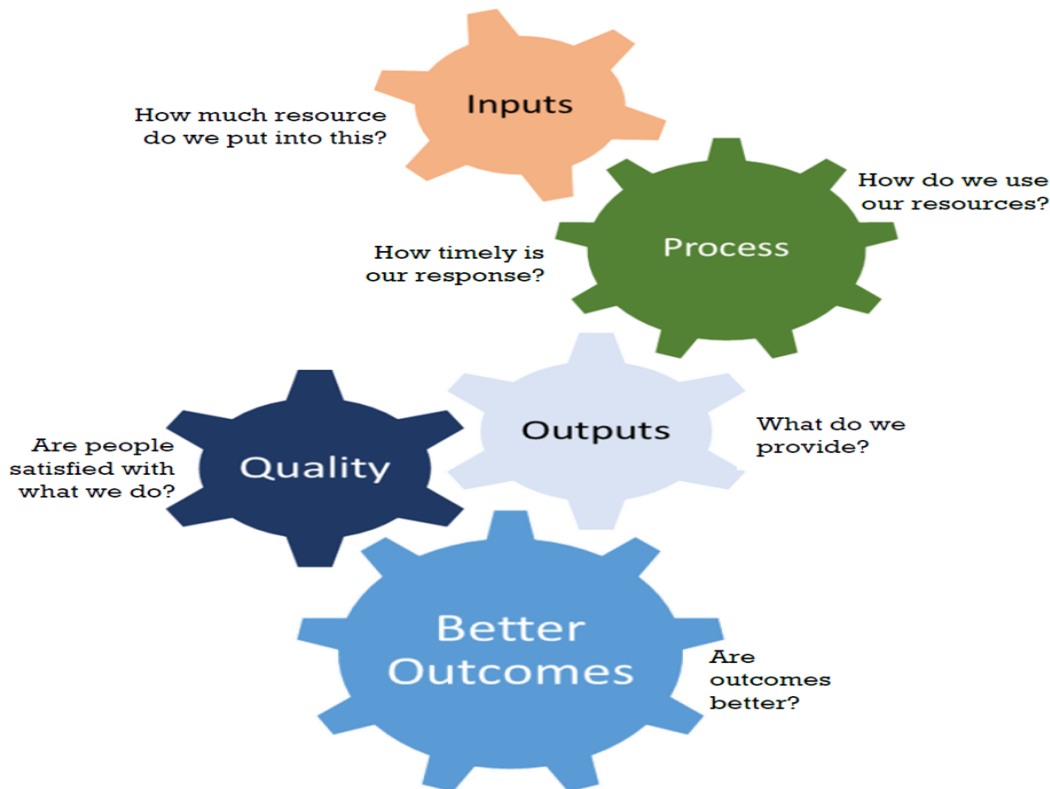 Inputs
How much resource
do we put into this?
How do we use
our resources?
Process
How timely is
our response?
Outputs
What do we
provide?
Are people
satisfied with
what we do?
Quality
Better
Outcomes
Are
outcomes
better?